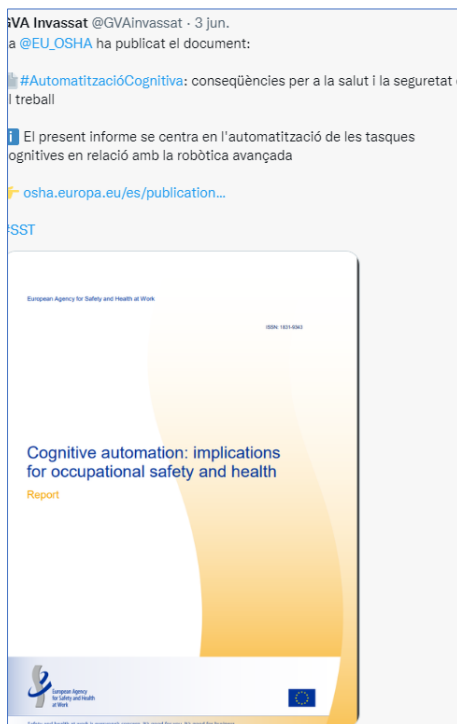 GVA Invassat @GVAinvassat · 3 jun.
a @EU_OSHA ha publicat el document:
#AutomatitzacióCognitiva: conseqüències per a la salut i la seguretat
l treball
El present informe se centra en l'automatització de les tasques
ognitives en relació amb la robòtica avançada
osha.europa.eu/es/publication...
#SST
European Agency for Safety and Health at Work
ISSN: 1831-9343
Cognitive automation: implications
for occupational safety and health
Report
European Agency
for Safety and Health
at Work